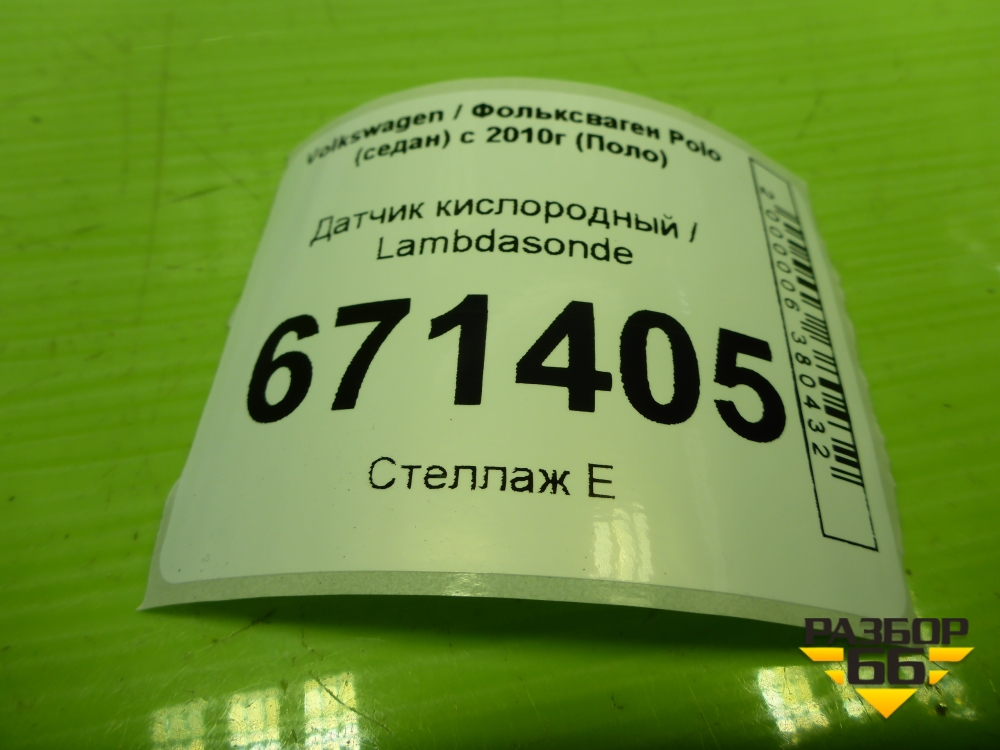 Volkswagen / Фольксваген Polo
(седан) с 2010г (Поло)
Датчик кислородный /
Lambdasonde
671405
Стеллаж E
2000006380432
РАЗБОР
66